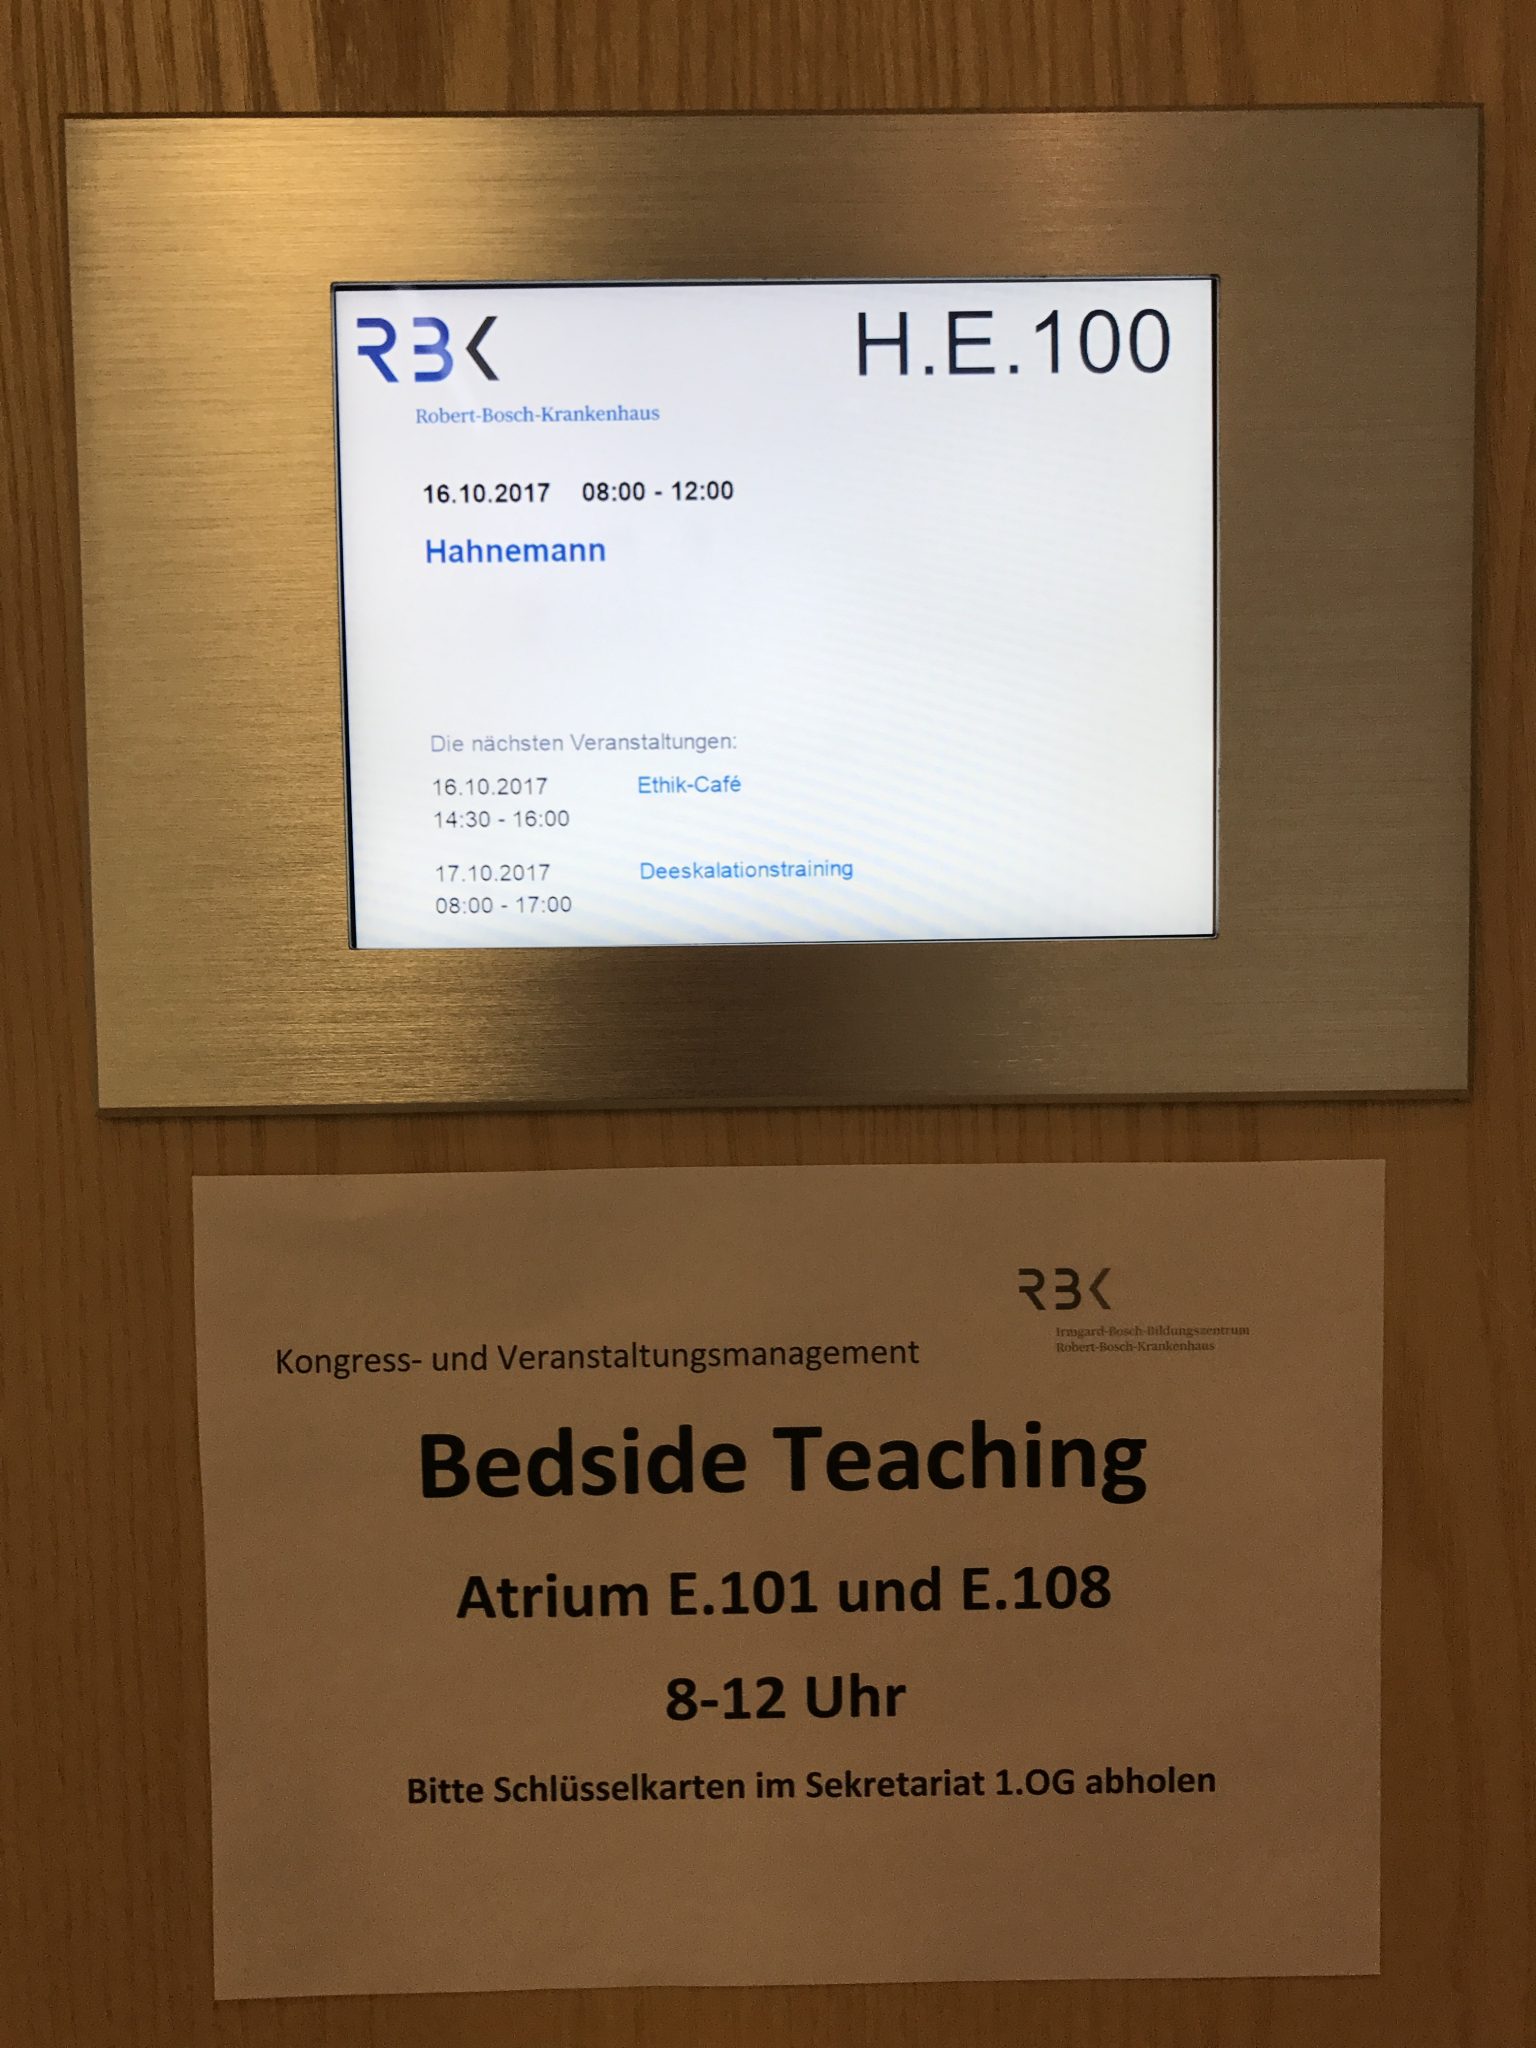 RBK
H.E.100
Robert-Bosch-Krankenhaus
16.10.2017 08:00 - 12:00
Hahnemann
Die nächsten Veranstaltungen:
16.10.2017 Ethik-Café
14:30 - 16:00
17.10.2017 Deeskalationstraining
08:00 - 17:00
RBK
Irmgard-Bosch-Bildungszentrum
Robert-Bosch-Krankenhaus
Kongress- und Veranstaltungsmanagement
Bedside Teaching
Atrium E.101 und E.108
8-12 Uhr
Bitte Schlüsselkarten im Sekretariat 1.OG abholen